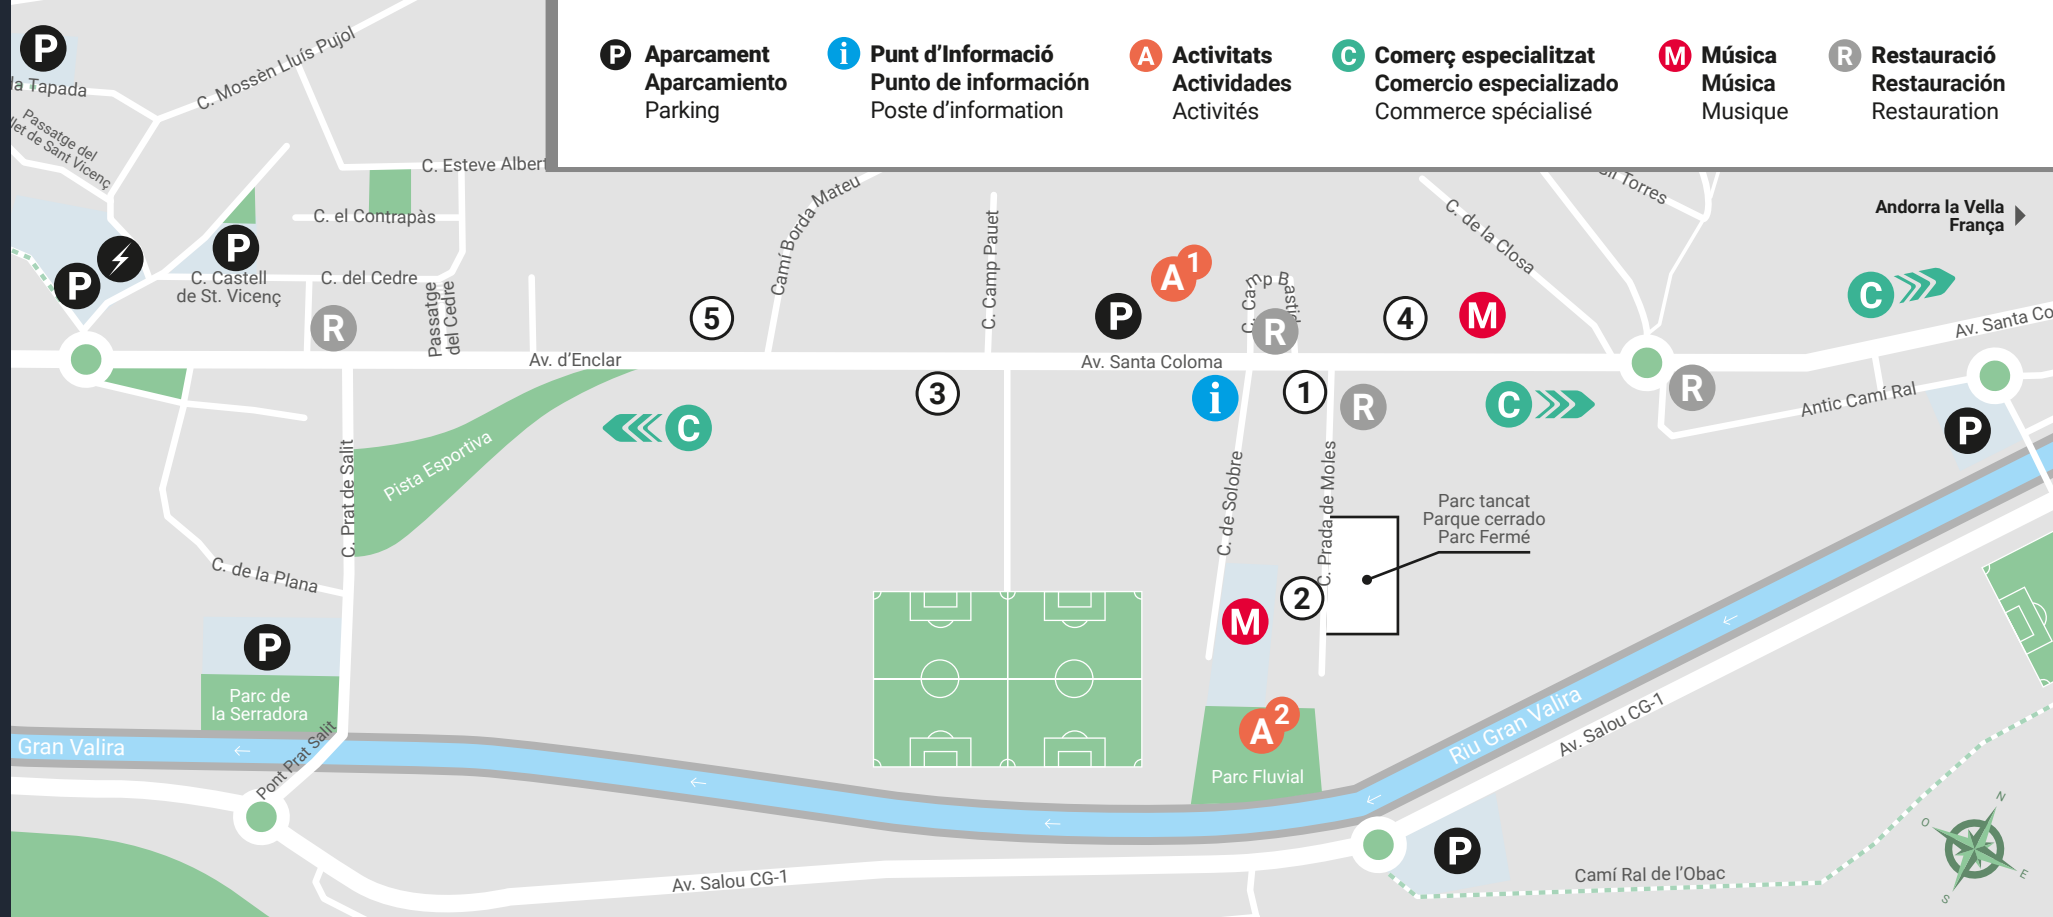 P Aparcament
Aparcamiento
Parking
i Punt d’Informació
Punto de información
Poste d’information
A Activitats
Actividades
Activités
C Comerç especialitzat
Comercio especializado
Commerce spécialisé
M Música
Música
Musique
R Restauració
Restauración
Restauration
P
la Tapada
C. Mossèn Lluís Pujol
Passatge del
de Sant Vicenç
C. Esteve Albert
C. el Contrapàs
P
P
C. Castell
de St. Vicenç
C. del Cedre
Passatge
del Cedre
R
Camí Borda Mateu
C. Camp Pauet
A 1
P
C. Camp Bastid
R
C. de la Closa
Torres
Andorra la Vella
França
C
5
4
M
Av. d’Enclar
Av. Santa Coloma
Av. Santa Co
3
i
1
R
C
R
Antic Camí Ral
P
C
Pista Esportiva
C. Prat de Salit
C. de Solobre
C. Prada de Moles
Parc tancat
Parque cerrado
Parc Fermé
C. de la Plana
2
M
P
Parc de
la Serradora
A 2
Parc Fluvial
Gran Valira
Pont Prat Salit
Riu Gran Valira
Av. Salou CG-1
P
Av. Salou CG-1
Camí Ral de l’Obac
N
O
E
S